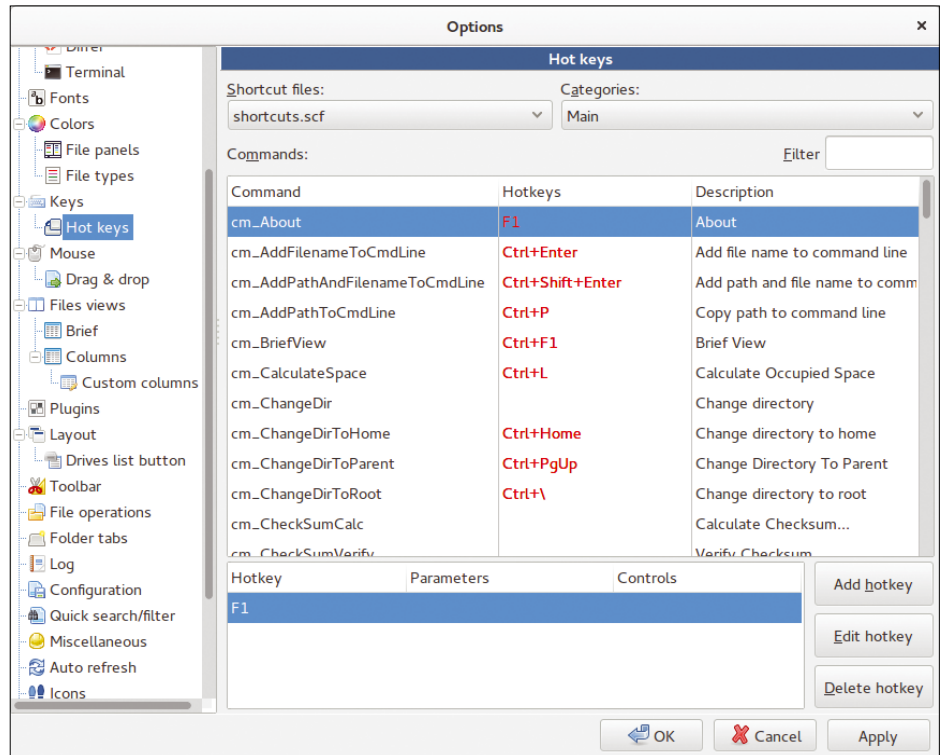 Options
Differ
Terminal
Fonts
Colors
File panels
File types
Keys
Hot keys
Mouse
Drag & drop
Files views
Brief
Columns
Custom columns
Plugins
Layout
Drives list button
Toolbar
File operations
Folder tabs
Log
Configuration
Quick search/filter
Miscellaneous
Auto refresh
Icons
Hot keys
Shortcut files: Categories:
shortcuts.scf Main
Commands: Filter
Command Hotkeys Description
cm_About F1 About
cm_AddFilenameToCmdLine Ctrl+Enter Add file name to command line
cm_AddPathAndFilenameToCmdLine Ctrl+Shift+Enter Add path and file name to comm
cm_AddPathToCmdLine Ctrl+P Copy path to command line
cm_BriefView Ctrl+F1 Brief View
cm_CalculateSpace Ctrl+L Calculate Occupied Space
cm_ChangeDir Change directory
cm_ChangeDirToHome Ctrl+Home Change directory to home
cm_ChangeDirToParent Ctrl+PgUp Change Directory To Parent
cm_ChangeDirToRoot Ctrl+\ Change directory to root
cm_CheckSumCalc Calculate Checksum...
cm_CheckSumVerify Verify Checksum
Hotkey Parameters Controls
F1
Add hotkey
Edit hotkey
Delete hotkey
OK Cancel Apply